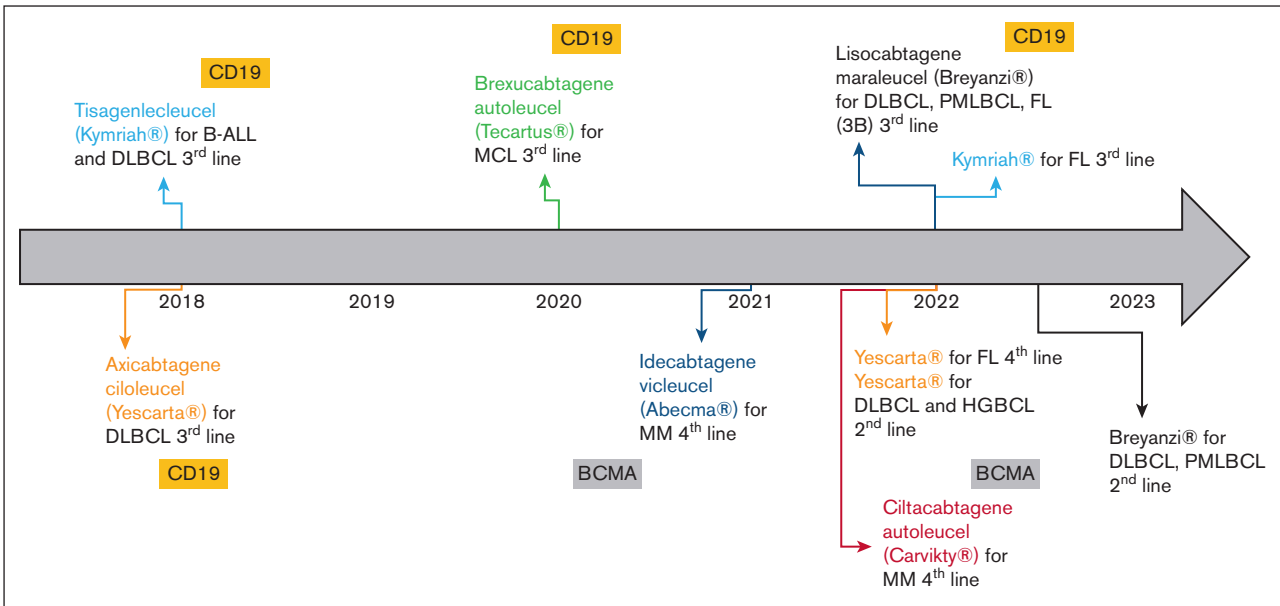 CD19
Tisagenlecleucel
(Kymriah®) for B-ALL
and DLBCL 3rd line
CD19
Brexucabtagene
autoleucel
(Tecartus®) for
MCL 3rd line
CD19
Lisocabtagene
maraleucel (Breyanzi®)
for DLBCL, PMLBCL, FL
(3B) 3rd line
Kymriah® for FL 3rd line
2018
2019
2020
2021
2022
2023
Axicabtagene
ciloleucel
(Yescarta®) for
DLBCL 3rd line
CD19
Idecabtagene
vicleucel
(Abecma®) for
MM 4th line
BCMA
Yescarta® for FL 4th line
Yescarta® for
DLBCL and HGBCL
2nd line
BCMA
Ciltacabtagene
autoleucel
(Carvikty®) for
MM 4th line
Breyanzi® for
DLBCL, PMLBCL
2nd line